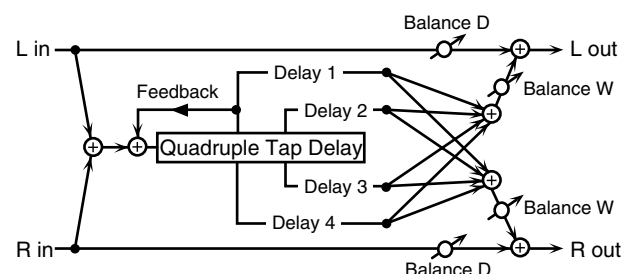 Balance D
L in
L out
Delay 1
Feedback
Balance W
Delay 2
Quadruple Tap Delay
Delay 3
Balance W
Delay 4
R in
R out
Balance D